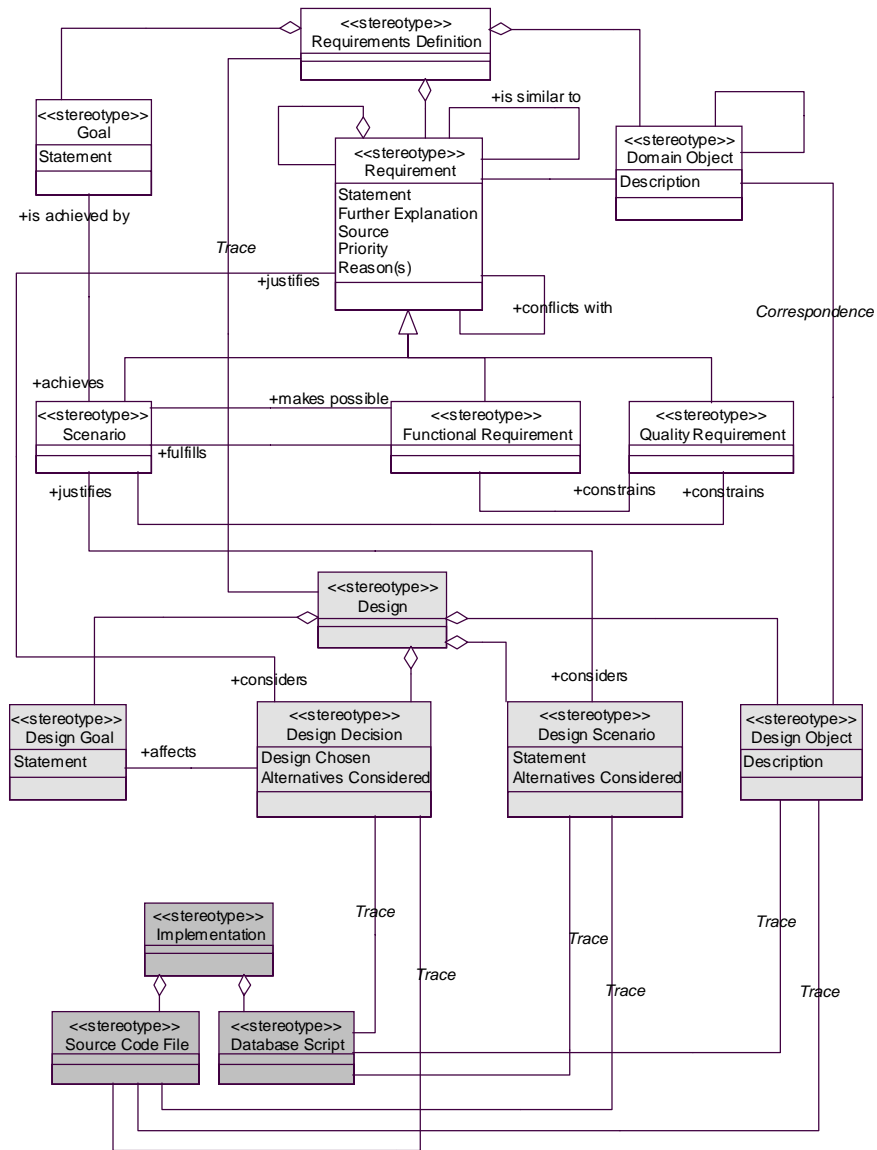 <<stereotype>>
Requirements Definition
<<stereotype>>
Goal
Statement
+is similar to
<<stereotype>>
Requirement
Statement
Further Explanation
Source
Priority
Reason(s)
<<stereotype>>
Domain Object
Description
+is achieved by
Trace
+justifies
+conflicts with
Correspondence
+achieves
+makes possible
<<stereotype>>
Scenario
<<stereotype>>
Functional Requirement
<<stereotype>>
Quality Requirement
+fulfills
+justifies
+constrains
+constrains
<<stereotype>>
Design
+considers
+considers
<<stereotype>>
Design Goal
Statement
+affects
<<stereotype>>
Design Decision
Design Chosen
Alternatives Considered
<<stereotype>>
Design Scenario
Statement
Alternatives Considered
<<stereotype>>
Design Object
Description
<<stereotype>>
Implementation
Trace
Trace
Trace
Trace
Trace
Trace
<<stereotype>>
Source Code File
<<stereotype>>
Database Script